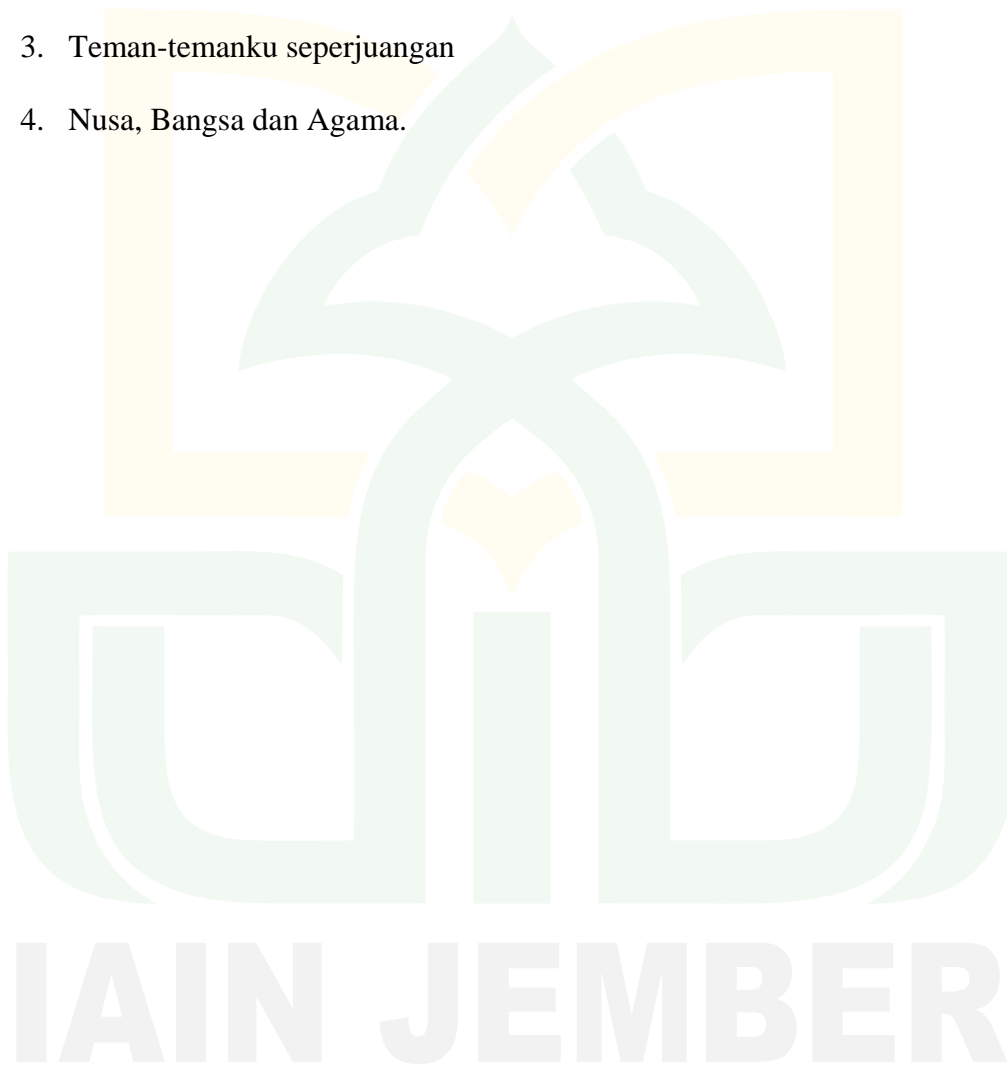 3. Teman-temanku seperjuangan
4. Nusa, Bangsa dan Agama.
IAIN JEMBER